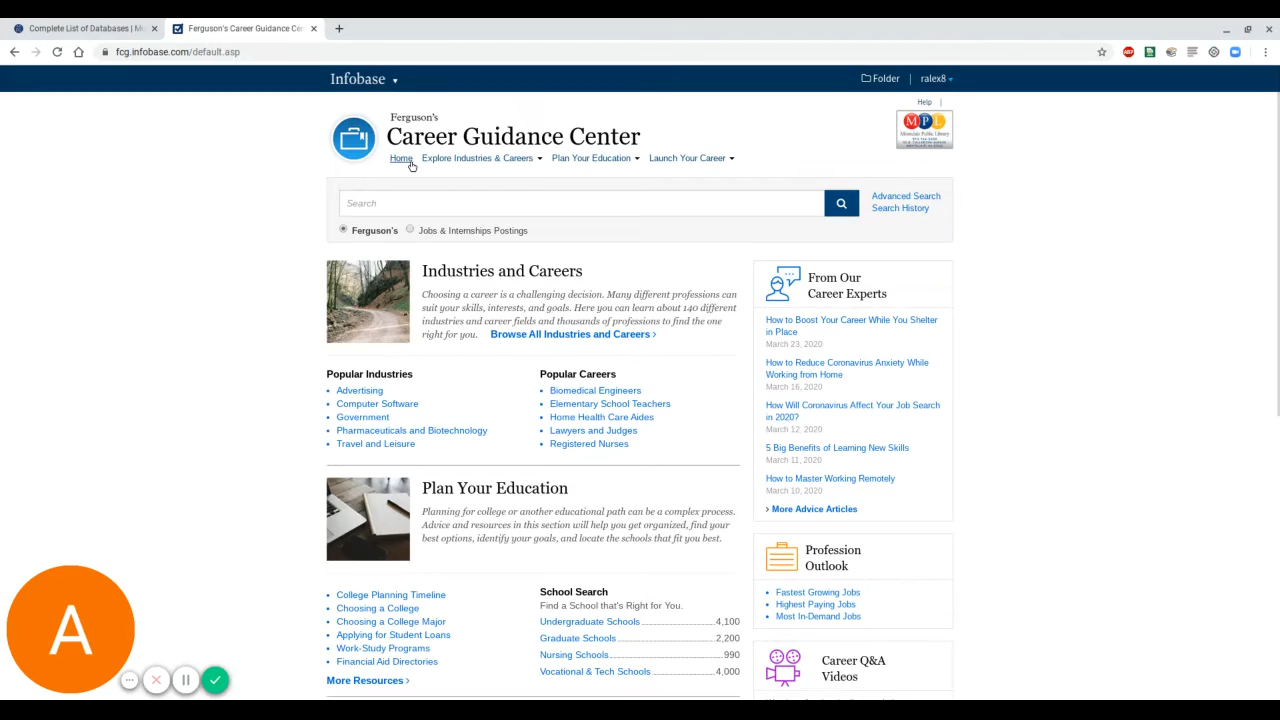 Complete List of Databases | Mo
Ferguson's Career Guidance Cen
fcg.infobase.com/default.asp
Infobase
Folder | ralex8
Help |
Ferguson's
Career Guidance Center
MPL
Home Explore Industries & Careers Plan Your Education Launch Your Career
Search
Advanced Search
Search History
Ferguson's Jobs & Internships Postings
Industries and Careers
Choosing a career is a challenging decision. Many different professions can
suit your skills, interests, and goals. Here you can learn about 140 different
industries and career fields and thousands of professions to find the one
right for you. Browse All Industries and Careers ›
Popular Industries
• Advertising
• Computer Software
• Government
• Pharmaceuticals and Biotechnology
• Travel and Leisure
Popular Careers
• Biomedical Engineers
• Elementary School Teachers
• Home Health Care Aides
• Lawyers and Judges
• Registered Nurses
Plan Your Education
Planning for college or another educational path can be a complex process.
Advice and resources in this section will help you get organized, find your
best options, identify your goals, and locate the schools that fit you best.
• College Planning Timeline
• Choosing a College
• Choosing a College Major
• Applying for Student Loans
• Work-Study Programs
• Financial Aid Directories
More Resources ›
School Search
Find a School that's Right for You.
Undergraduate Schools 4,100
Graduate Schools 2,200
Nursing Schools 990
Vocational & Tech Schools 4,000
From Our
Career Experts
How to Boost Your Career While You Shelter
in Place
March 23, 2020
How to Reduce Coronavirus Anxiety While
Working from Home
March 16, 2020
How Will Coronavirus Affect Your Job Search
in 2020?
March 12, 2020
5 Big Benefits of Learning New Skills
March 11, 2020
How to Master Working Remotely
March 10, 2020
› More Advice Articles
Profession
Outlook
• Fastest Growing Jobs
• Highest Paying Jobs
• Most In-Demand Jobs
Career Q&A
Videos
A